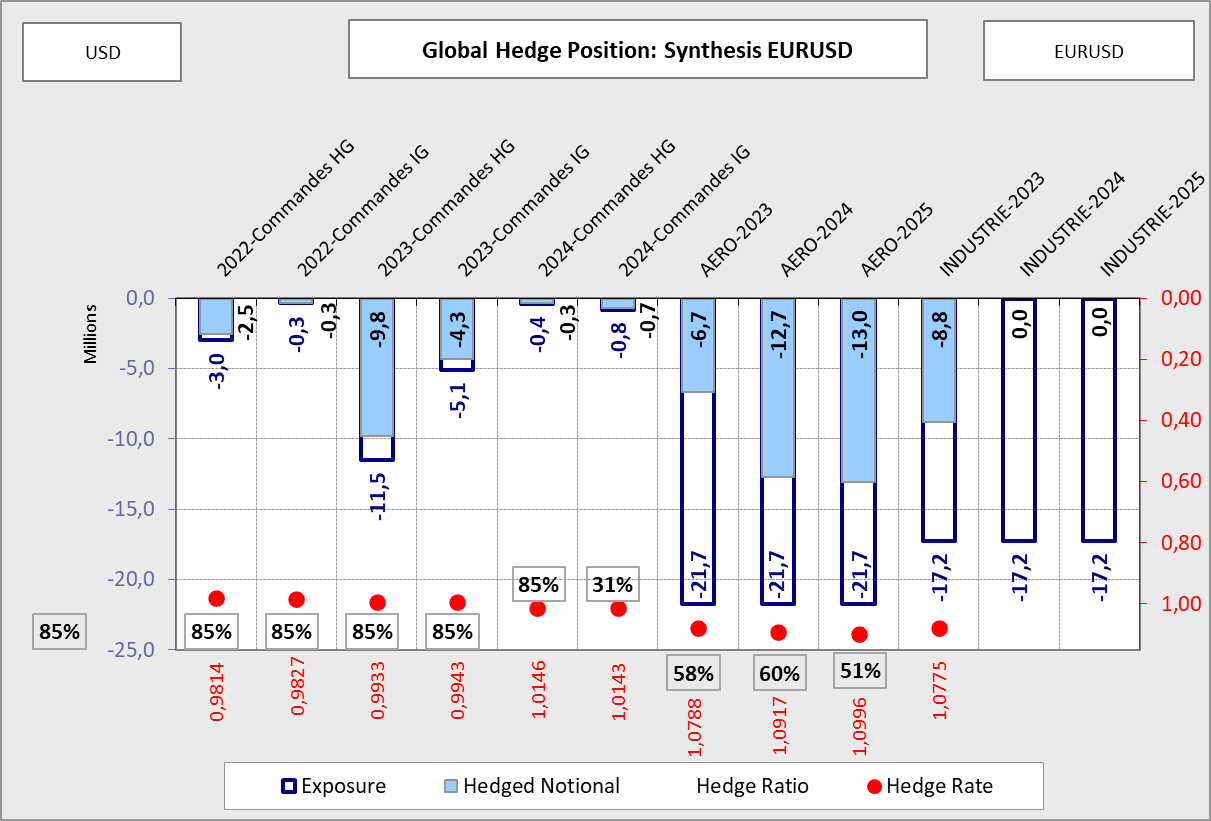 USD
Global Hedge Position: Synthesis EURUSD
EURUSD
2022-Commandes HG
2022-Commandes IG
2023-Commandes HG
2023-Commandes IG
2024-Commandes HG
2024-Commandes IG
AERO-2023
AERO-2024
AERO-2025
INDUSTRIE-2023
INDUSTRIE-2024
INDUSTRIE-2025
Millions
0,0
-5,0
-10,0
-15,0
-20,0
-25,0
0,00
0,20
0,40
0,60
0,80
1,00
-2,5
-0,3
-9,8
-4,3
-0,3
-0,7
-6,7
-12,7
-13,0
-8,8
0,0
0,0
-3,0
-0,3
-11,5
-5,1
-0,4
-0,8
-21,7
-21,7
-21,7
-17,2
-17,2
-17,2
85%
85%
85%
85%
85%
85%
31%
58%
60%
51%
0,9814
0,9827
0,9933
0,9943
1,0146
1,0143
1,0788
1,0917
1,0996
1,0775
Exposure
Hedged Notional
Hedge Ratio
Hedge Rate